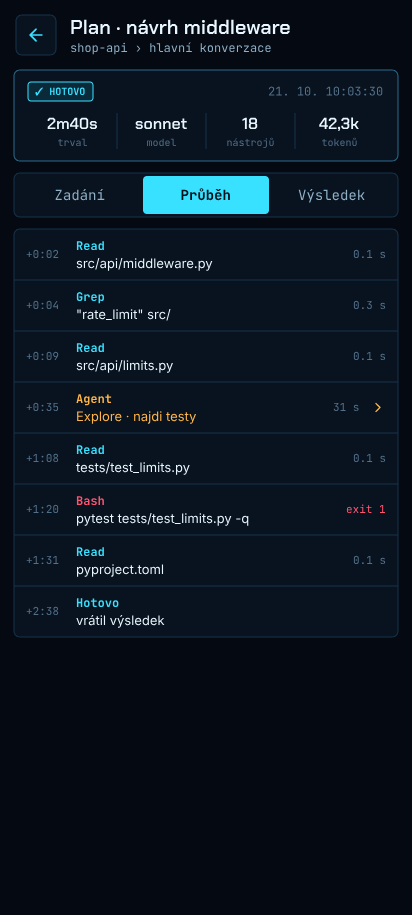 Plan · návrh middleware
shop-api › hlavní konverzace
✓ HOTOVO
21. 10. 10:03:30
2m40s sonnet 18 42,3k
trval model nástrojů tokenů
Zadání Průběh Výsledek
Read
+0:02 0.1 s
src/api/middleware.py
Grep
+0:04 0.3 s
"rate_limit" src/
Read
+0:09 0.1 s
src/api/limits.py
Agent
+0:35 31 s
Explore · najdi testy
Read
+1:08 0.1 s
tests/test_limits.py
Bash
+1:20 exit 1
pytest tests/test_limits.py -q
Read
+1:31 0.1 s
pyproject.toml
Hotovo
+2:38
vrátil výsledek